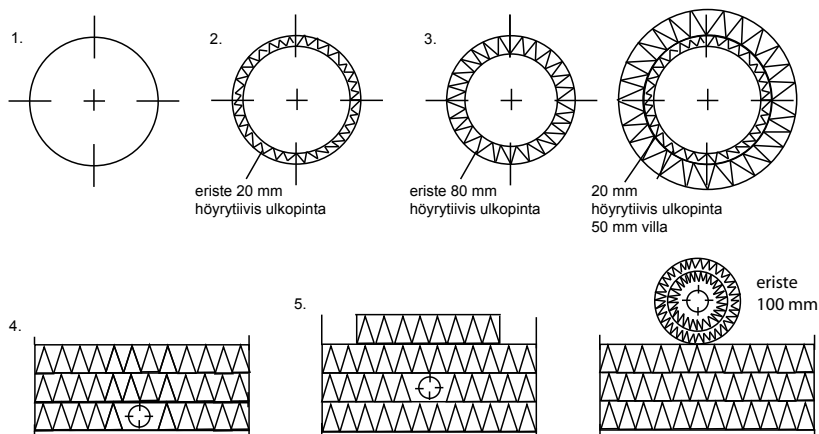 1.
2.
3.
eriste 20 mm
höyrytiivis ulkopinta
eriste 80 mm
höyrytiivis ulkopinta
20 mm
höyrytiivis ulkopinta
50 mm villa
4.
5.
eriste
100 mm